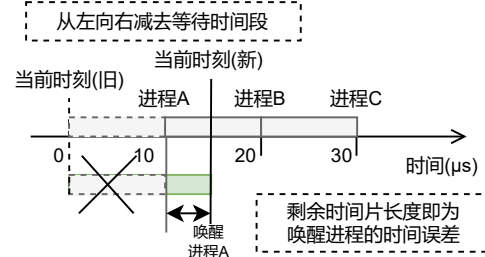 从左向右减去等待时间段
当前时刻(新)
当前时刻(旧)
进程A
进程B
进程C
0
10
20
30
时间(μs)
唤醒
进程A
剩余时间片长度即为
唤醒进程的时间误差